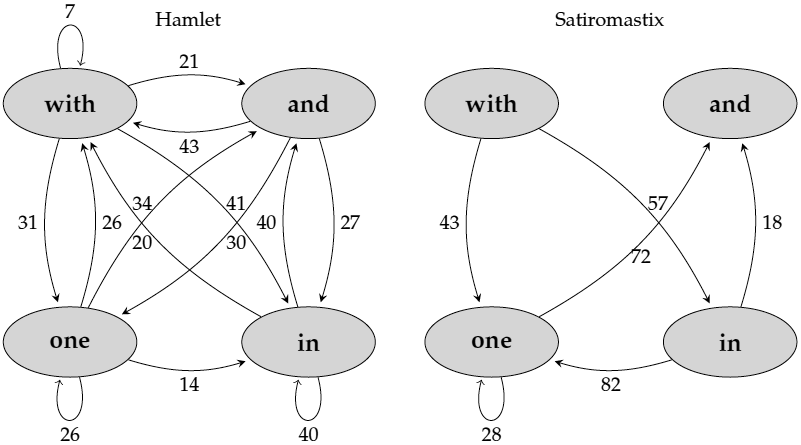 7
Hamlet
Satiromastix
21
with
and
with
and
43
34
41
57
31
26
40
27
43
18
20
30
72
one
in
one
in
14
82
26
40
28